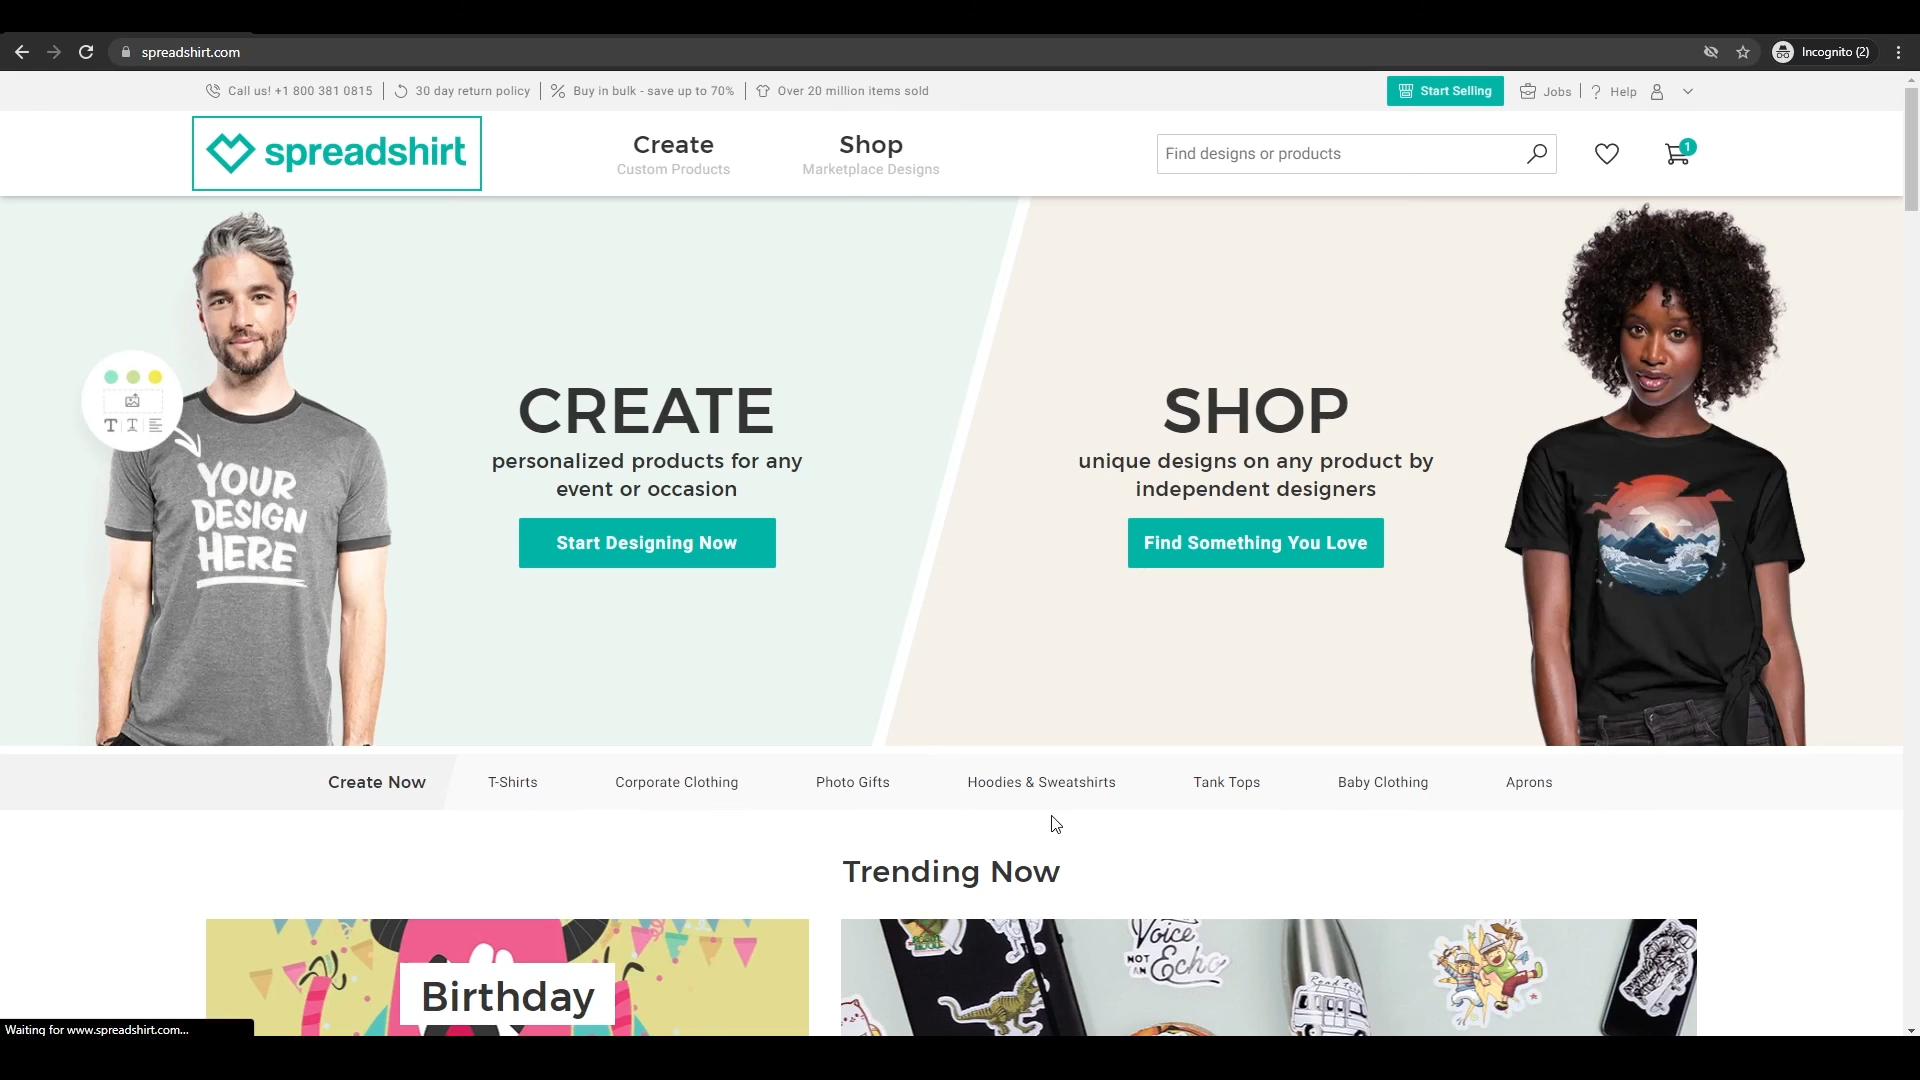 spreadshirt.com
Incognito (2)
Call us! +1 800 381 0815
30 day return policy
Buy in bulk - save up to 70%
Over 20 million items sold
Start Selling
Jobs
Help
spreadshirt
Create
Custom Products
Shop
Marketplace Designs
Find designs or products
1
YOUR
DESIGN
HERE
CREATE
personalized products for any
event or occasion
Start Designing Now
SHOP
unique designs on any product by
independent designers
Find Something You Love
Create Now
T-Shirts
Corporate Clothing
Photo Gifts
Hoodies & Sweatshirts
Tank Tops
Baby Clothing
Aprons
Trending Now
Birthday
Voice
NOT
AN Echo
Waiting for www.spreadshirt.com...